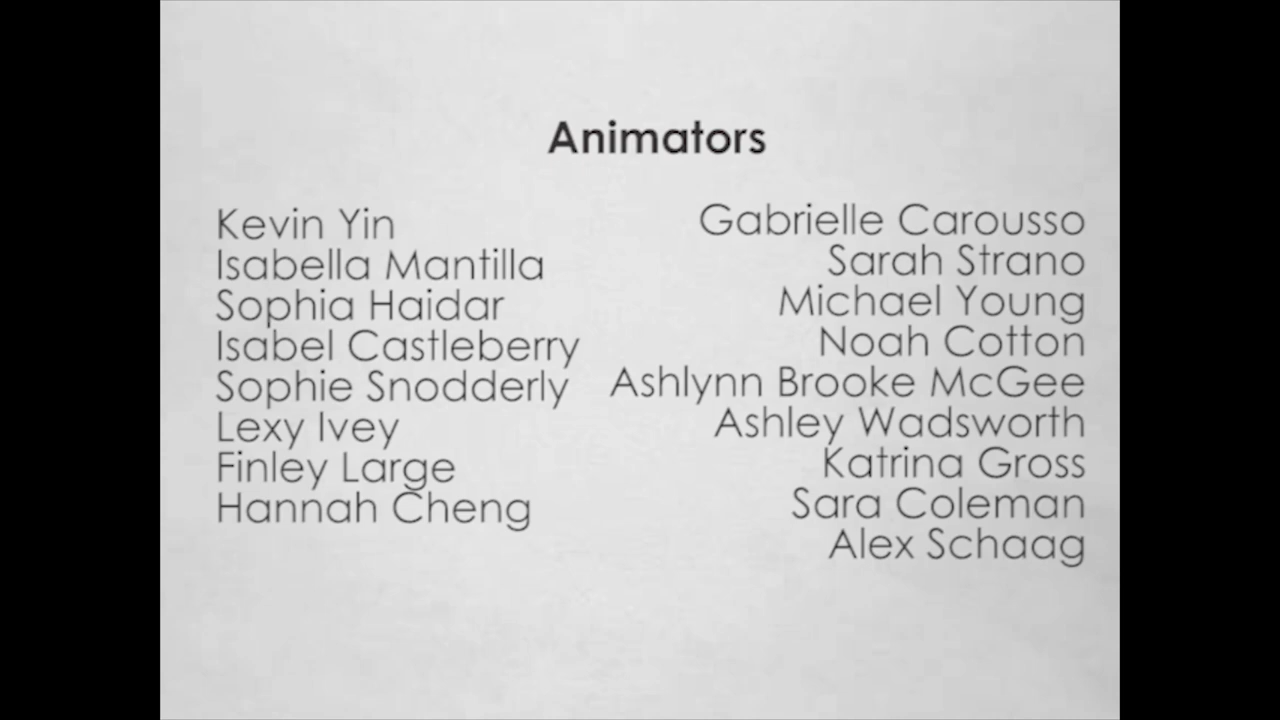 Animators
Kevin Yin
Isabella Mantilla
Sophia Haidar
Isabel Castleberry
Sophie Snodderly
Lexy Ivey
Finley Large
Hannah Cheng
Gabrielle Carousso
Sarah Strano
Michael Young
Noah Cotton
Ashlynn Brooke McGee
Ashley Wadsworth
Katrina Gross
Sara Coleman
Alex Schaag